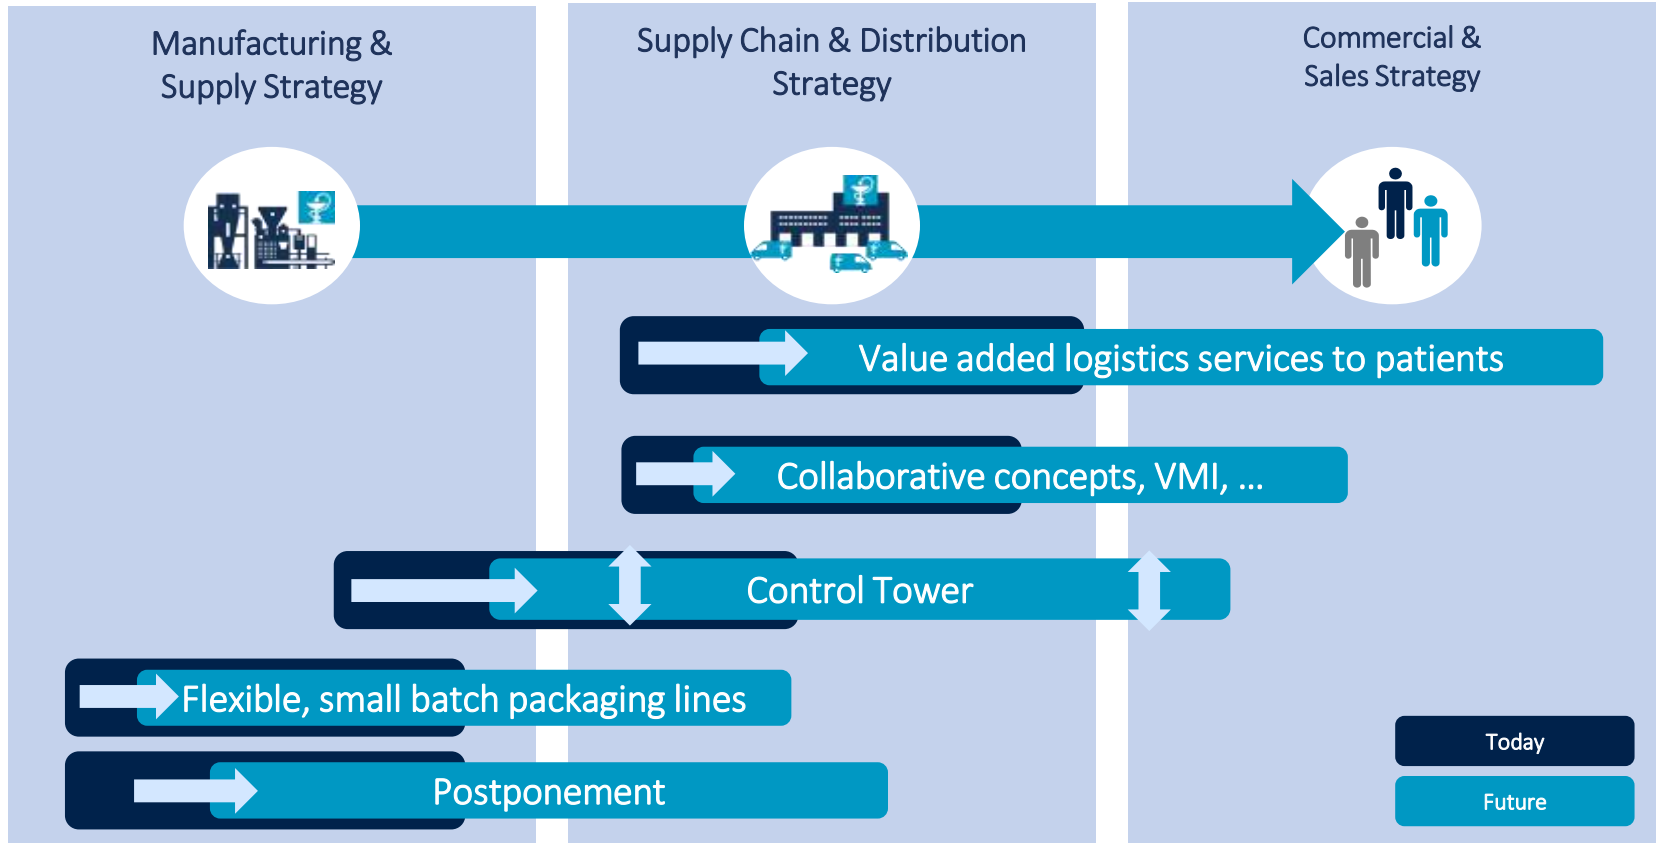 Manufacturing &
Supply Strategy
Supply Chain & Distribution
Strategy
Commercial &
Sales Strategy
Value added logistics services to patients
Collaborative concepts, VMI, ...
Control Tower
Flexible, small batch packaging lines
Postponement
Today
Future